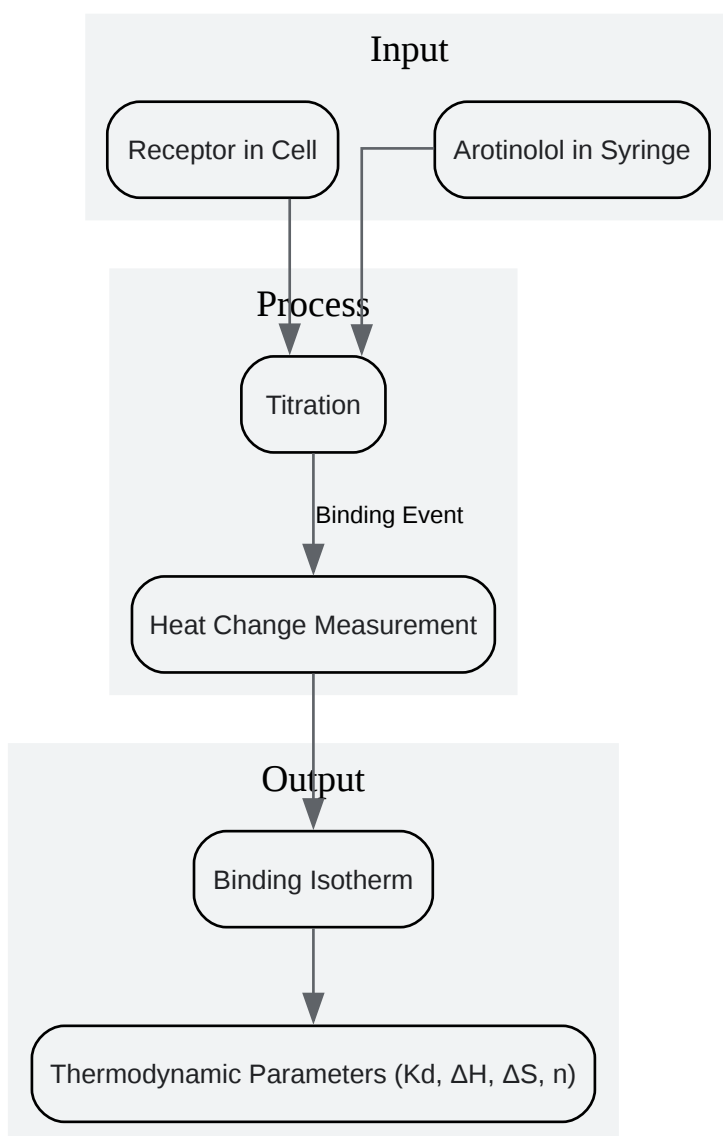 Input
Receptor in Cell
Arotinolol in Syringe
Process
Titration
Binding Event
Heat Change Measurement
Output
Binding Isotherm
Thermodynamic Parameters (Kd, ΔH, ΔS, n)